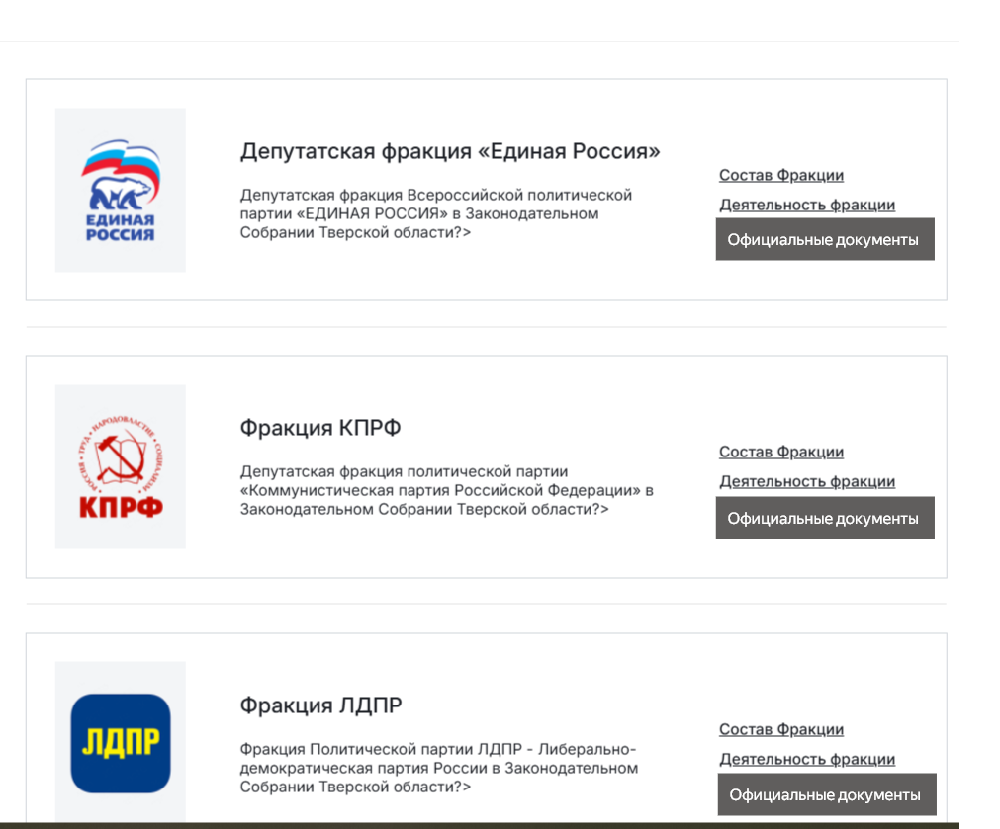 ЕДИНАЯ
РОССИЯ
Депутатская фракция «Единая Россия»
Депутатская фракция Всероссийской политической
партии «ЕДИНАЯ РОССИЯ» в Законодательном
Собрании Тверской области?>
Состав Фракции
Деятельность фракции
Официальные документы
РОССИЯ • ТРУД • НАРОДОВЛАСТИЕ • СОЦИАЛИЗМ
КПРФ
Фракция КПРФ
Депутатская фракция политической партии
«Коммунистическая партия Российской Федерации» в
Законодательном Собрании Тверской области?>
Состав Фракции
Деятельность фракции
Официальные документы
ЛДПР
Фракция ЛДПР
Фракция Политической партии ЛДПР - Либерально-
демократическая партия России в Законодательном
Собрании Тверской области?>
Состав Фракции
Деятельность фракции
Официальные документы